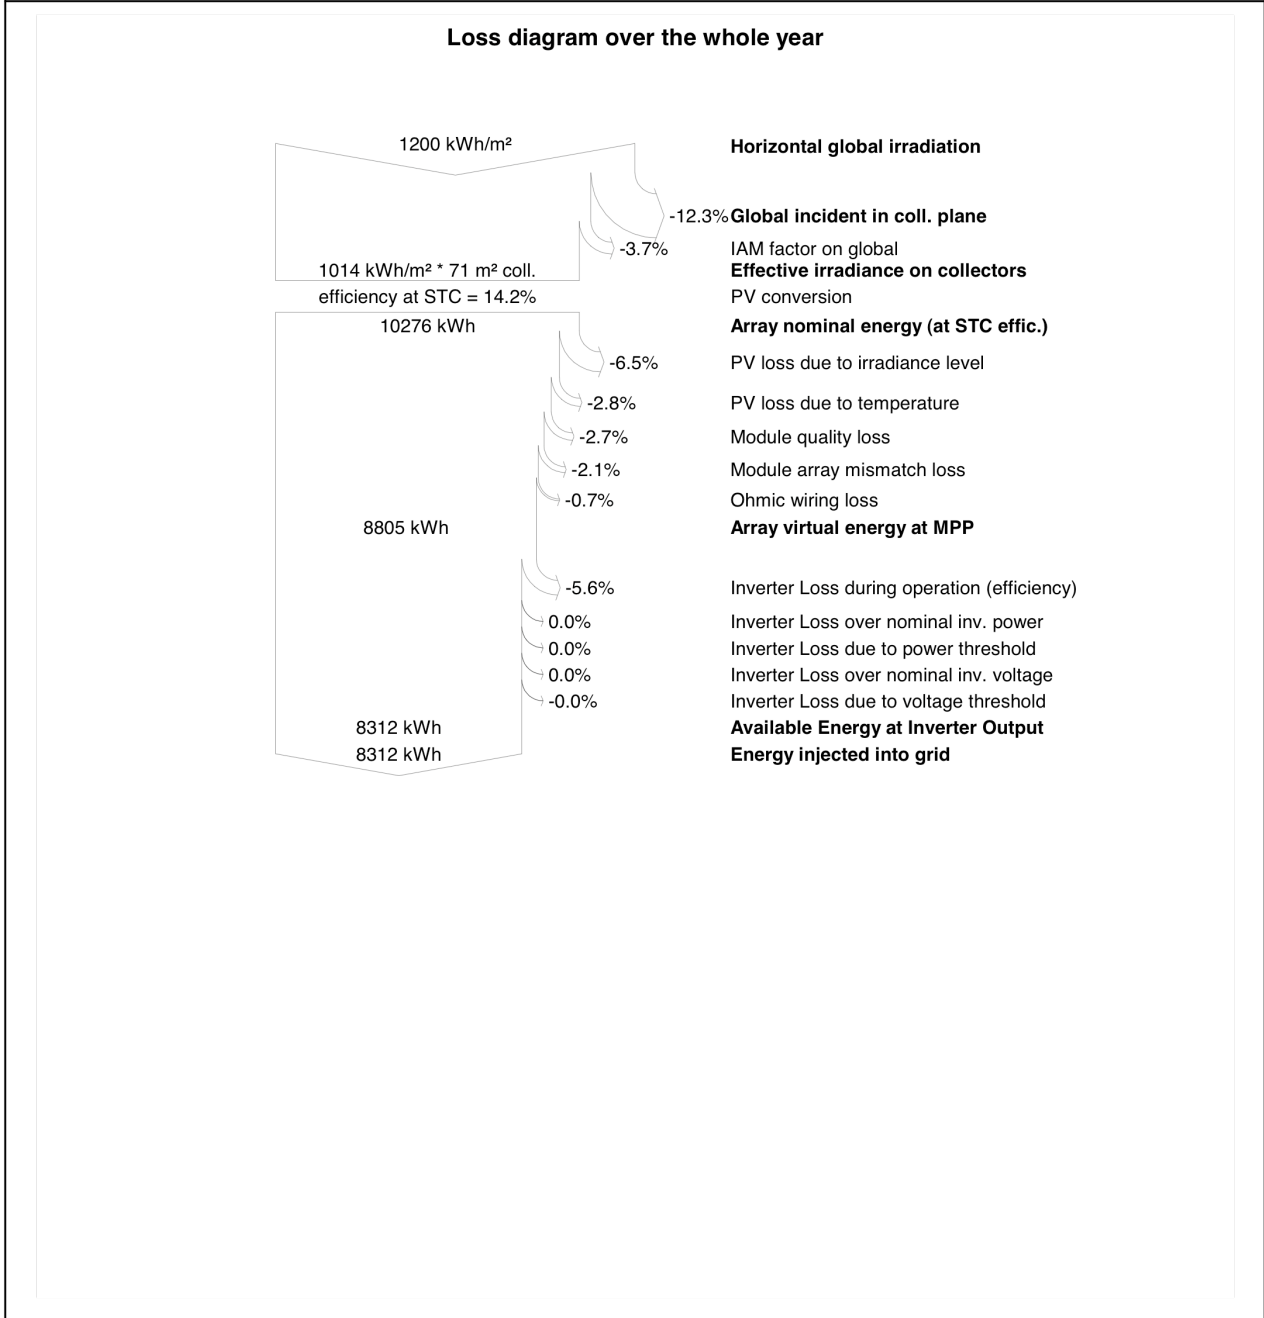 Loss diagram over the whole year
1200 kWh/m² Horizontal global irradiation
-12.3% Global incident in coll. plane
-3.7% IAM factor on global
1014 kWh/m² * 71 m² coll. Effective irradiance on collectors
efficiency at STC = 14.2% PV conversion
10276 kWh Array nominal energy (at STC effic.)
-6.5% PV loss due to irradiance level
-2.8% PV loss due to temperature
-2.7% Module quality loss
-2.1% Module array mismatch loss
-0.7% Ohmic wiring loss
8805 kWh Array virtual energy at MPP
-5.6% Inverter Loss during operation (efficiency)
0.0% Inverter Loss over nominal inv. power
0.0% Inverter Loss due to power threshold
0.0% Inverter Loss over nominal inv. voltage
-0.0% Inverter Loss due to voltage threshold
8312 kWh Available Energy at Inverter Output
8312 kWh Energy injected into grid